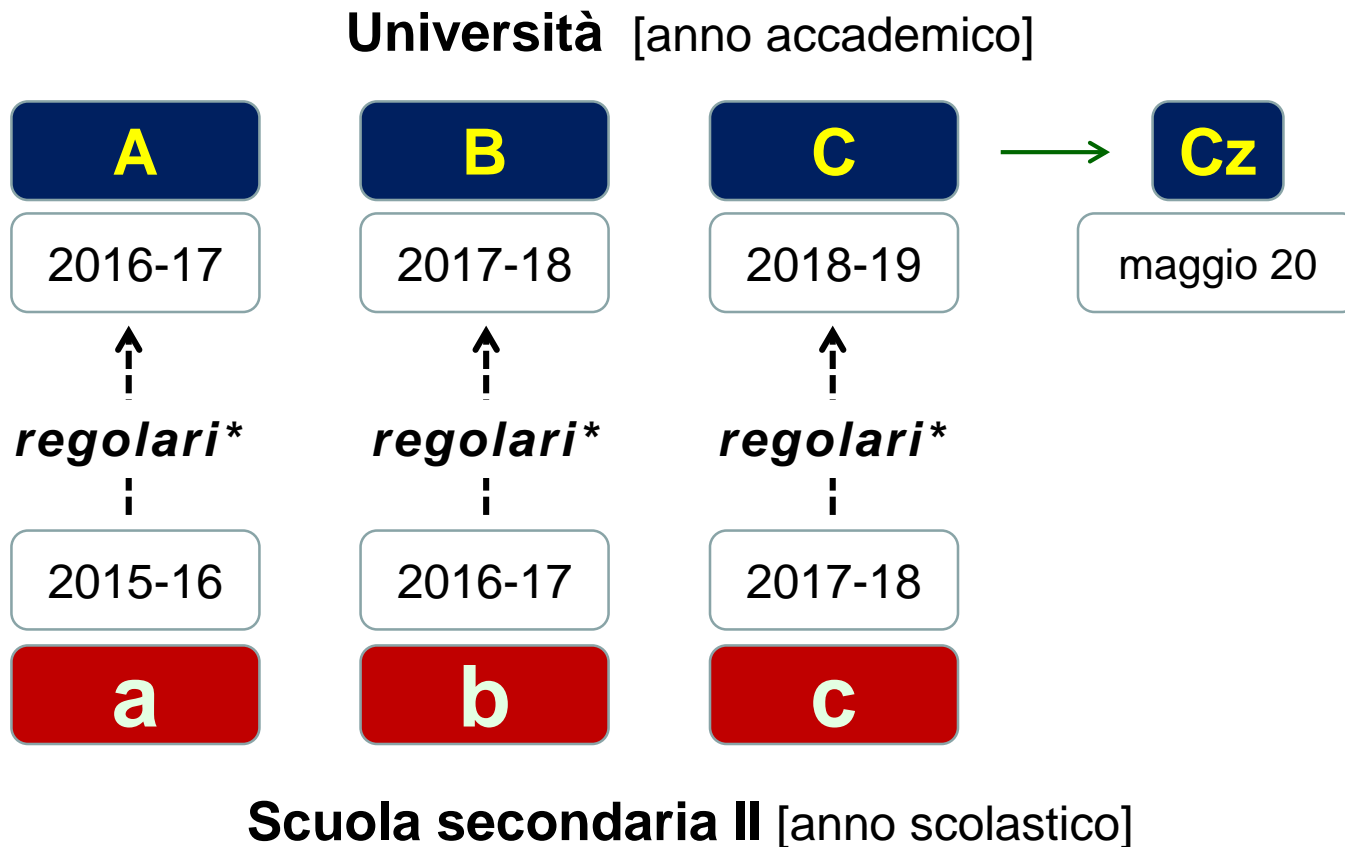 Università [anno accademico]
A B C Cz
2016-17 2017-18 2018-19 maggio 20
regolari* regolari* regolari*
2015-16 2016-17 2017-18
a b c
Scuola secondaria II [anno scolastico]